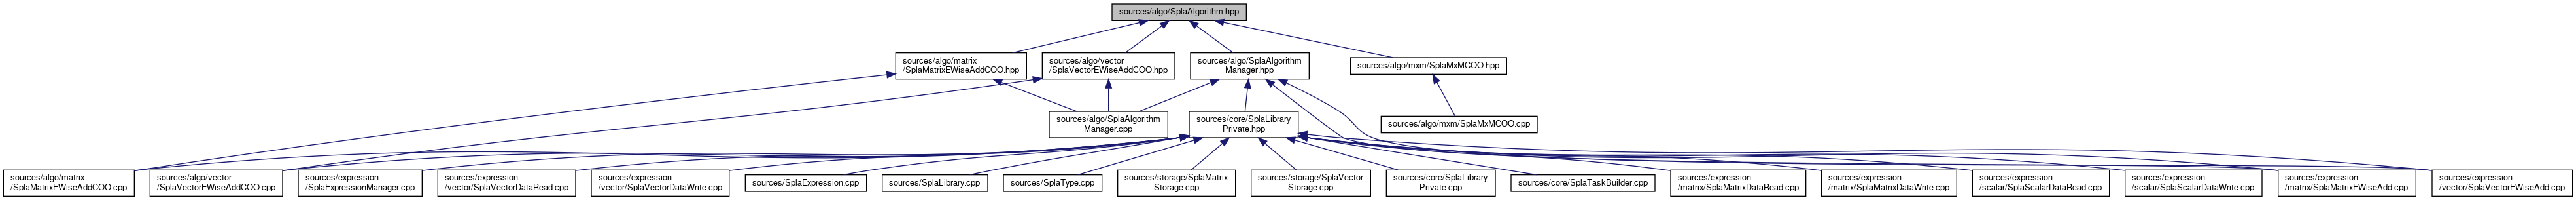 sources/algo/SplaAlgorithm.hpp
sources/algo/matrix
/SplaMatrixEWiseAddCOO.hpp
sources/algo/vector
/SplaVectorEWiseAddCOO.hpp
sources/algo/SplaAlgorithm
Manager.hpp
sources/algo/mxm/SplaMxMCOO.hpp
sources/algo/SplaAlgorithm
Manager.cpp
sources/core/SplaLibrary
Private.hpp
sources/algo/mxm/SplaMxMCOO.cpp
sources/algo/matrix
/SplaMatrixEWiseAddCOO.cpp
sources/algo/vector
/SplaVectorEWiseAddCOO.cpp
sources/expression
/SplaExpressionManager.cpp
sources/expression
/vector/SplaVectorDataRead.cpp
sources/expression
/vector/SplaVectorDataWrite.cpp
sources/SplaExpression.cpp
sources/SplaLibrary.cpp
sources/SplaType.cpp
sources/storage/SplaMatrix
Storage.cpp
sources/storage/SplaVector
Storage.cpp
sources/core/SplaLibrary
Private.cpp
sources/core/SplaTaskBuilder.cpp
sources/expression
/matrix/SplaMatrixDataRead.cpp
sources/expression
/matrix/SplaMatrixDataWrite.cpp
sources/expression
/scalar/SplaScalarDataRead.cpp
sources/expression
/scalar/SplaScalarDataWrite.cpp
sources/expression
/matrix/SplaMatrixEWiseAdd.cpp
sources/expression
/vector/SplaVectorEWiseAdd.cpp